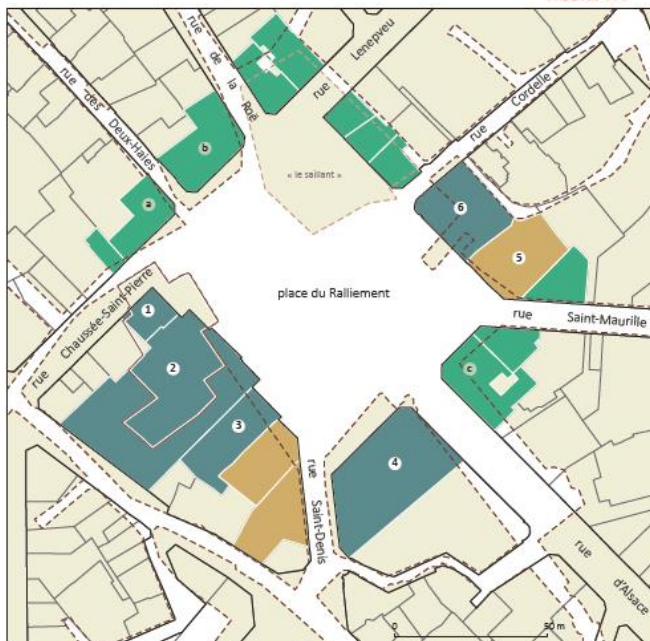 rue des Deux-Haies
rue de la Roë
rue Lenepveu
rue Cordelle
« le saillant »
b
a
6
5
place du Ralliement
rue Chaussée-Saint-Pierre
1
2
3
rue Saint-Maurille
c
4
rue Saint-Denis
rue d'Alsace
0 50 m